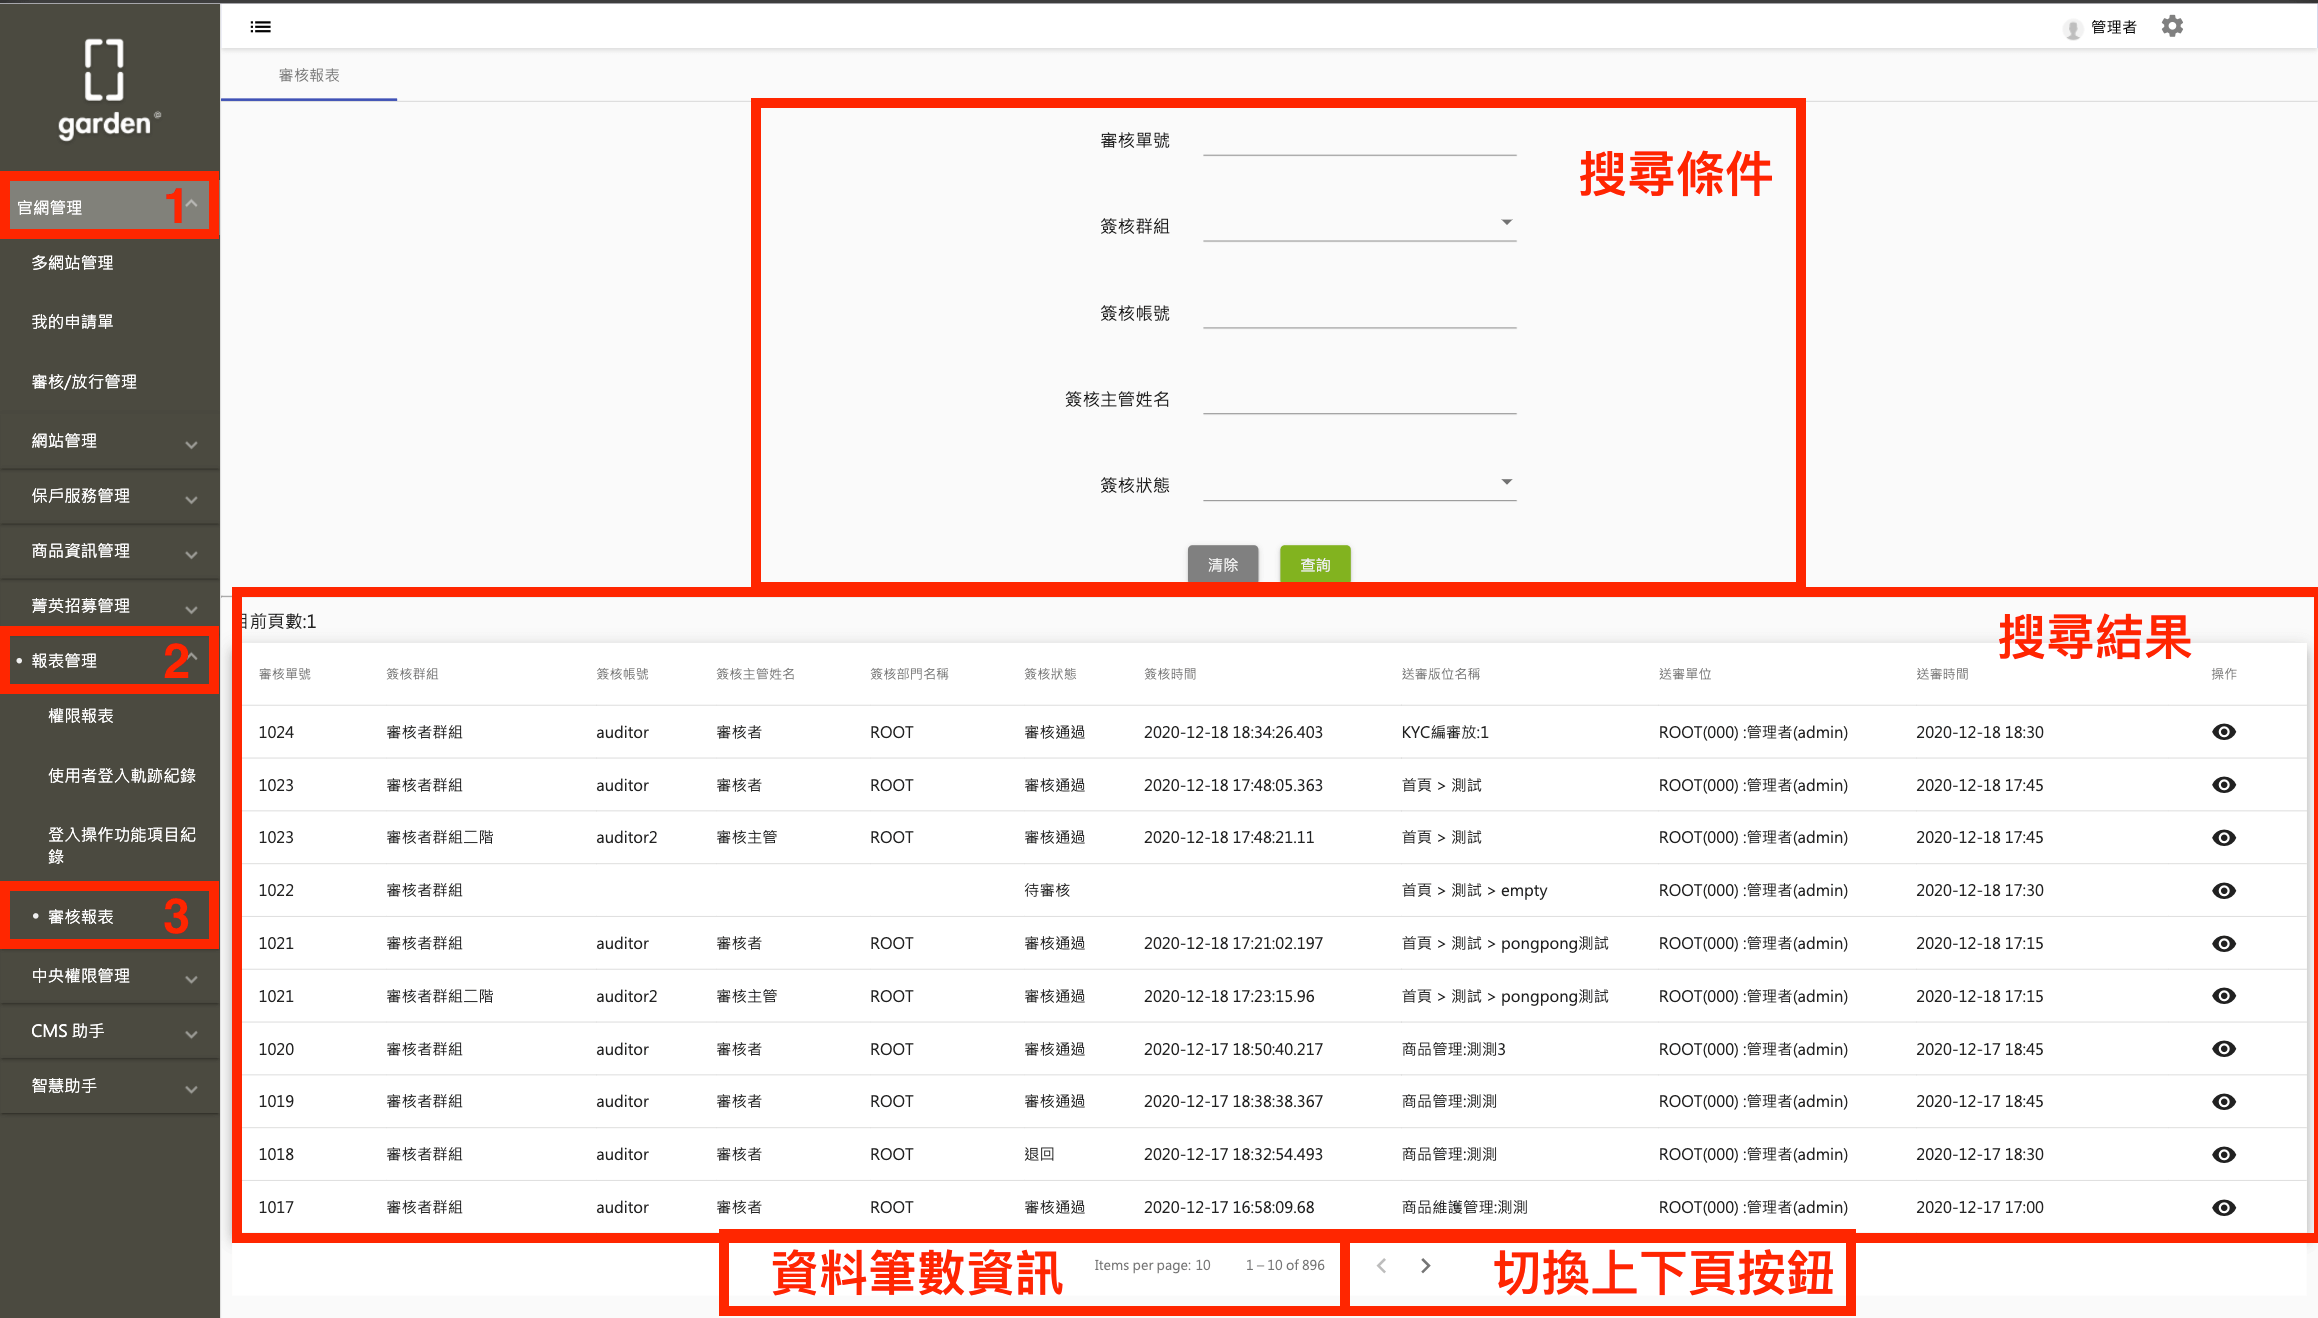 garden®
官網管理
1
多網站管理
我的申請單
審核/放行管理
網站管理
保戶服務管理
商品資訊管理
菁英招募管理
報表管理
2
權限報表
使用者登入軌跡紀錄
登入操作功能項目紀
錄
審核報表
3
中央權限管理
CMS 助手
智慧助手
管理者
審核報表
搜尋條件
審核單號
簽核群組
簽核帳號
簽核主管姓名
簽核狀態
清除 查詢
目前頁數:1
搜尋結果
審核單號 簽核群組 簽核帳號 簽核主管姓名 簽核部門名稱 簽核狀態 簽核時間 送審版位名稱 送審單位 送審時間 操作
1024 審核者群組 auditor 審核者 ROOT 審核通過 2020-12-18 18:34:26.403 KYC編審放:1 ROOT(000) :管理者(admin) 2020-12-18 18:30
1023 審核者群組 auditor 審核者 ROOT 審核通過 2020-12-18 17:48:05.363 首頁 > 測試 ROOT(000) :管理者(admin) 2020-12-18 17:45
1023 審核者群組二階 auditor2 審核主管 ROOT 審核通過 2020-12-18 17:48:21.11 首頁 > 測試 ROOT(000) :管理者(admin) 2020-12-18 17:45
1022 審核者群組 待審核 首頁 > 測試 > empty ROOT(000) :管理者(admin) 2020-12-18 17:30
1021 審核者群組 auditor 審核者 ROOT 審核通過 2020-12-18 17:21:02.197 首頁 > 測試 > pongpong測試 ROOT(000) :管理者(admin) 2020-12-18 17:15
1021 審核者群組二階 auditor2 審核主管 ROOT 審核通過 2020-12-18 17:23:15.96 首頁 > 測試 > pongpong測試 ROOT(000) :管理者(admin) 2020-12-18 17:15
1020 審核者群組 auditor 審核者 ROOT 審核通過 2020-12-17 18:50:40.217 商品管理:測測3 ROOT(000) :管理者(admin) 2020-12-17 18:45
1019 審核者群組 auditor 審核者 ROOT 審核通過 2020-12-17 18:38:38.367 商品管理:測測 ROOT(000) :管理者(admin) 2020-12-17 18:45
1018 審核者群組 auditor 審核者 ROOT 退回 2020-12-17 18:32:54.493 商品管理:測測 ROOT(000) :管理者(admin) 2020-12-17 18:30
1017 審核者群組 auditor 審核者 ROOT 審核通過 2020-12-17 16:58:09.68 商品維護管理:測測 ROOT(000) :管理者(admin) 2020-12-17 17:00
資料筆數資訊 Items per page: 10 1 – 10 of 896 切換上下頁按鈕